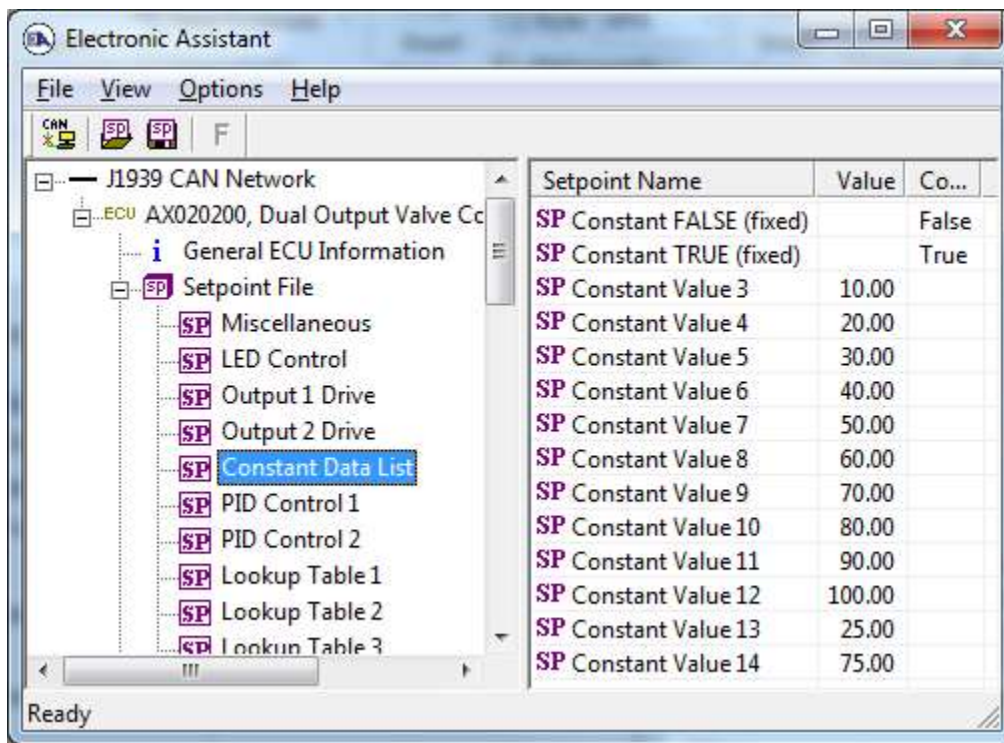 Electronic Assistant
File View Options Help
CAN SP SP F
J1939 CAN Network
ECU AX020200, Dual Output Valve Cc
i General ECU Information
SP Setpoint File
SP Miscellaneous
SP LED Control
SP Output 1 Drive
SP Output 2 Drive
SP Constant Data List
SP PID Control 1
SP PID Control 2
SP Lookup Table 1
SP Lookup Table 2
SP Lookup Table 3
Setpoint Name Value Co...
SP Constant FALSE (fixed) False
SP Constant TRUE (fixed) True
SP Constant Value 3 10.00
SP Constant Value 4 20.00
SP Constant Value 5 30.00
SP Constant Value 6 40.00
SP Constant Value 7 50.00
SP Constant Value 8 60.00
SP Constant Value 9 70.00
SP Constant Value 10 80.00
SP Constant Value 11 90.00
SP Constant Value 12 100.00
SP Constant Value 13 25.00
SP Constant Value 14 75.00
Ready